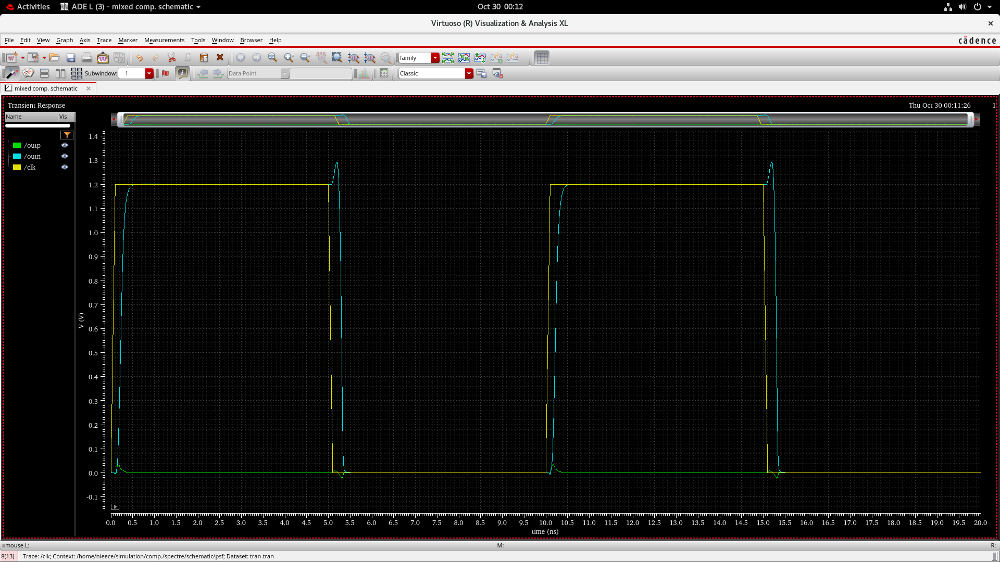 Activities ADE L (3) - mixed comp. schematic Oct 30 00:12
Virtuoso (R) Visualization & Analysis XL
File Edit View Graph Axis Trace Marker Measurements Tools Window Browser Help cādence
family
Subwindow: 1 Data Point Classic
mixed comp. schematic
Transient Response Thu Oct 30 00:11:26 1
Name Vis
/outp
/outn
/clk
1.4
1.3
1.2
1.1
1.0
0.9
0.8
0.7
0.6
0.5
0.4
0.3
0.2
0.1
0.0
-0.1
V (V)
0.0 0.5 1.0 1.5 2.0 2.5 3.0 3.5 4.0 4.5 5.0 5.5 6.0 6.5 7.0 7.5 8.0 8.5 9.0 9.5 10.0 10.5 11.0 11.5 12.0 12.5 13.0 13.5 14.0 14.5 15.0 15.5 16.0 16.5 17.0 17.5 18.0 18.5 19.0 19.5 20.0
time (ns)
mouse L: M: R:
8(13) Trace: /clk; Context: /home/nieece/simulation/comp./spectre/schematic/psf; Dataset: tran-tran